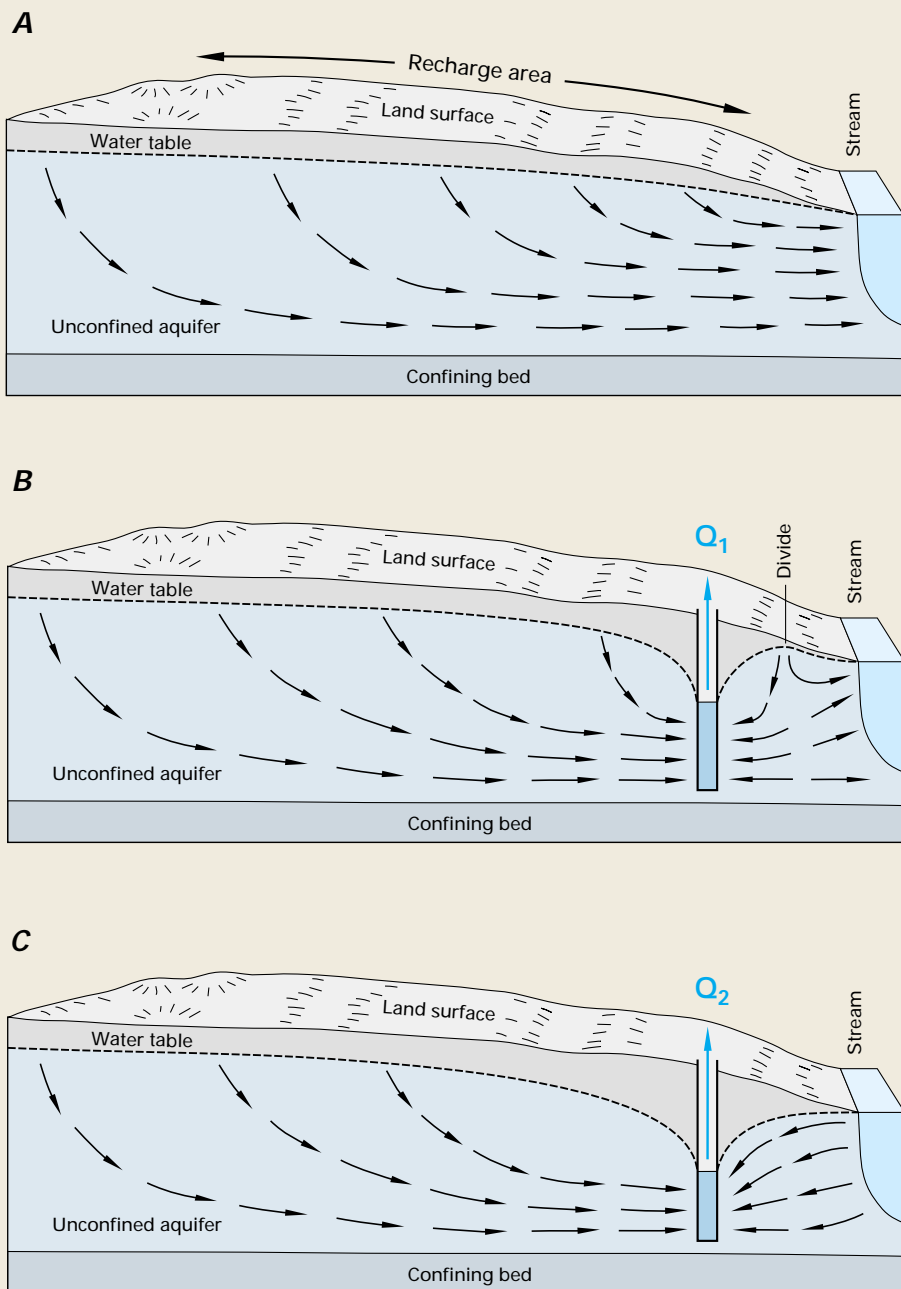 A
Recharge area
Land surface
Stream
Water table
Unconfined aquifer
Confining bed
B
Q1
Divide
Stream
Land surface
Water table
Unconfined aquifer
Confining bed
C
Q2
Stream
Land surface
Water table
Unconfined aquifer
Confining bed